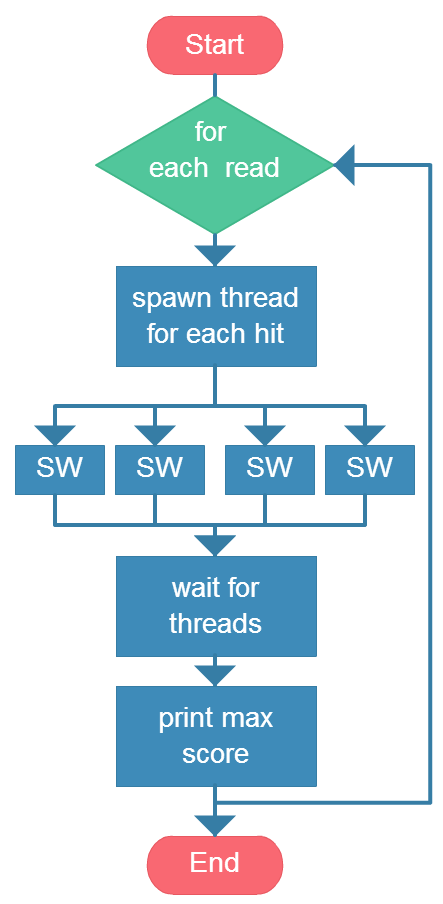 Start
for
each read
spawn thread
for each hit
SW SW SW SW
wait for
threads
print max
score
End